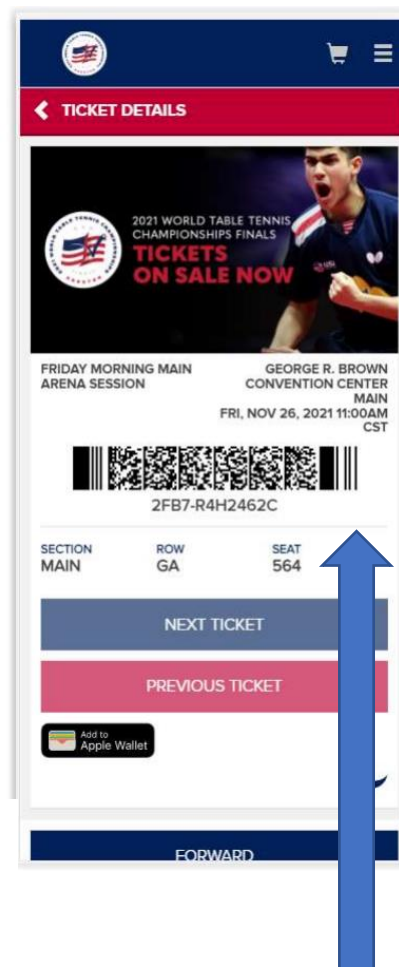 TICKET DETAILS
2021 WORLD TABLE TENNIS
CHAMPIONSHIPS FINALS
TICKETS
ON SALE NOW
FRIDAY MORNING MAIN
ARENA SESSION
GEORGE R. BROWN
CONVENTION CENTER
MAIN
FRI, NOV 26, 2021 11:00AM
CST
2FB7-R4H2462C
SECTION ROW SEAT
MAIN GA 564
NEXT TICKET
PREVIOUS TICKET
Add to
Apple Wallet
FORWARD